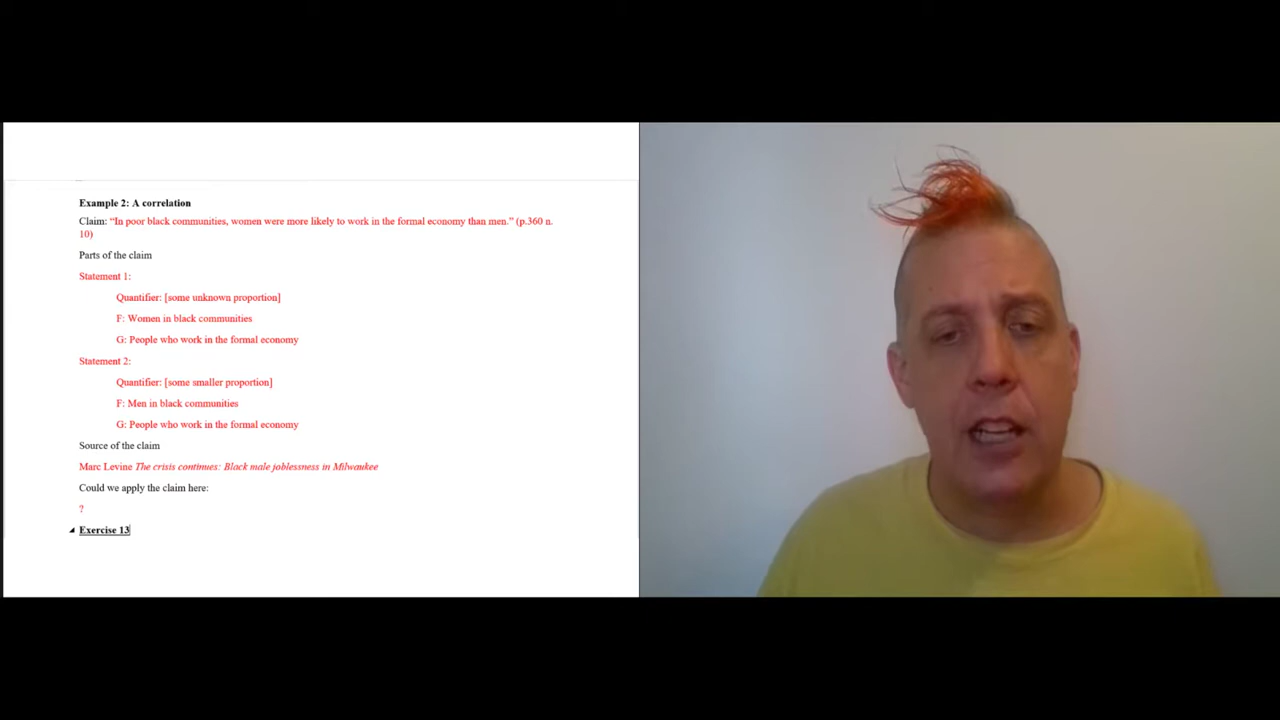 Example 2: A correlation
Claim: “In poor black communities, women were more likely to work in the formal economy than men.” (p.360 n.
10)
Parts of the claim
Statement 1:
Quantifier: [some unknown proportion]
F: Women in black communities
G: People who work in the formal economy
Statement 2:
Quantifier: [some smaller proportion]
F: Men in black communities
G: People who work in the formal economy
Source of the claim
Marc Levine The crisis continues: Black male joblessness in Milwaukee
Could we apply the claim here:
?
Exercise 13